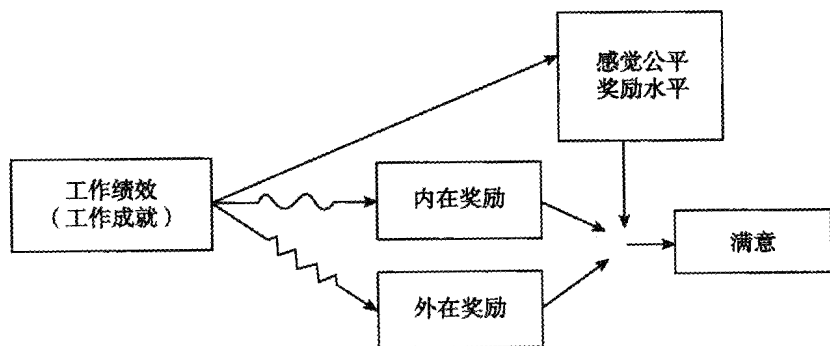 感觉公平
奖励水平
工作绩效
（工作成就）
内在奖励
满意
外在奖励